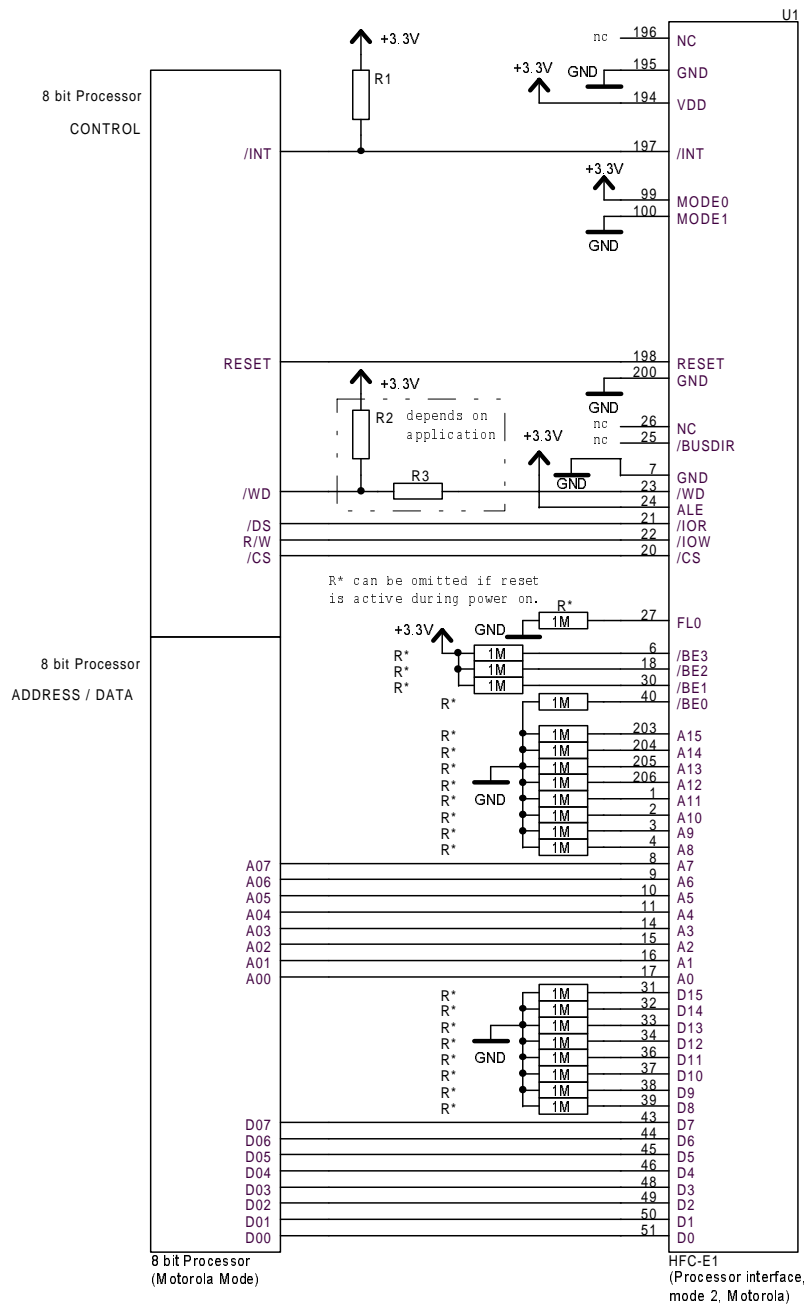 U1
nc 196 NC
+3.3V
195 GND
GND
+3.3V
R1
194 VDD
8 bit Processor
CONTROL
/INT 197 /INT
+3.3V
99 MODE0
100 MODE1
GND
RESET 198 RESET
200 GND
+3.3V
GND
nc 26 NC
nc 25 /BUSDIR
R2 depends on
application
+3.3V
7 GND
GND
R3
/WD 23 /WD
24 ALE
/DS 21 /IOR
R/W 22 /IOW
/CS 20 /CS
R* can be omitted if reset
is active during power on.
R*
GND 1M 27 FL0
+3.3V
8 bit Processor
ADDRESS / DATA
R* 1M 6 /BE3
R* 1M 18 /BE2
R* 1M 30 /BE1
R* 1M 40 /BE0
R* 1M 203 A15
R* 1M 204 A14
R* 1M 205 A13
R* 1M 206 A12
GND
R* 1M 1 A11
R* 1M 2 A10
R* 1M 3 A9
R* 1M 4 A8
A07 8 A7
A06 9 A6
A05 10 A5
A04 11 A4
A03 14 A3
A02 15 A2
A01 16 A1
A00 17 A0
R* 1M 31 D15
R* 1M 32 D14
R* 1M 33 D13
R* 1M 34 D12
GND
R* 1M 36 D11
R* 1M 37 D10
R* 1M 38 D9
R* 1M 39 D8
D07 43 D7
D06 44 D6
D05 45 D5
D04 46 D4
D03 48 D3
D02 49 D2
D01 50 D1
D00 51 D0
8 bit Processor
(Motorola Mode)
HFC-E1
(Processor interface,
mode 2, Motorola)